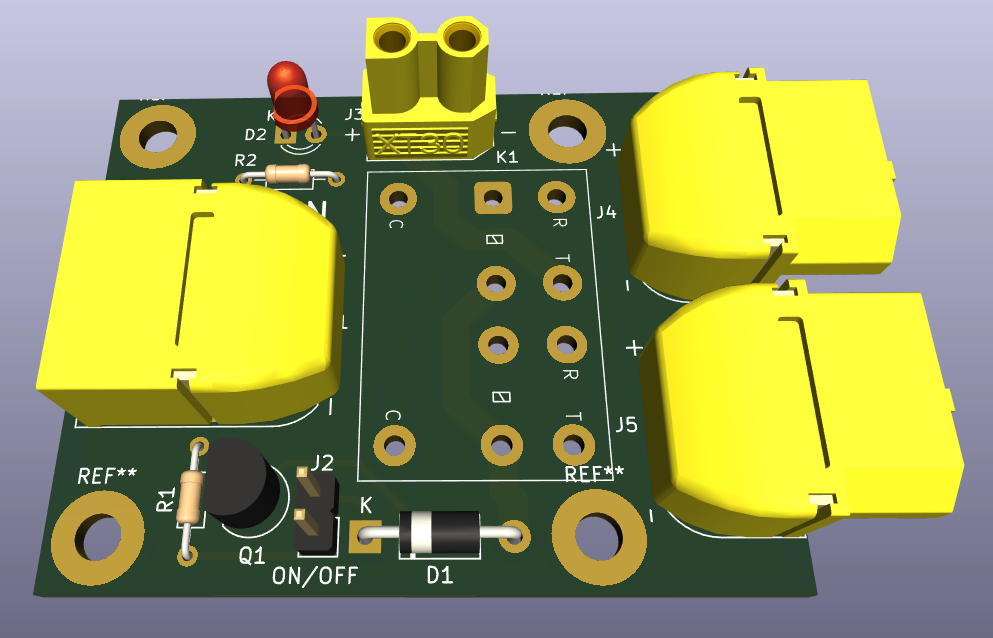 K
J3
D2
+
XT30
-
R2
K1
+
N
C
R
J4
T
-
+
R
C
T
J5
REF**
REF**
J2
K
R1
Q1
ON/OFF
D1